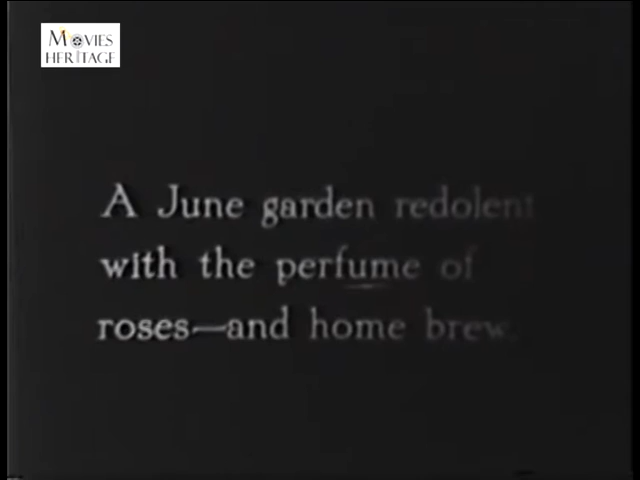 MOVIES
HERITAGE
A June garden redolent
with the perfume of
roses—and home brew.